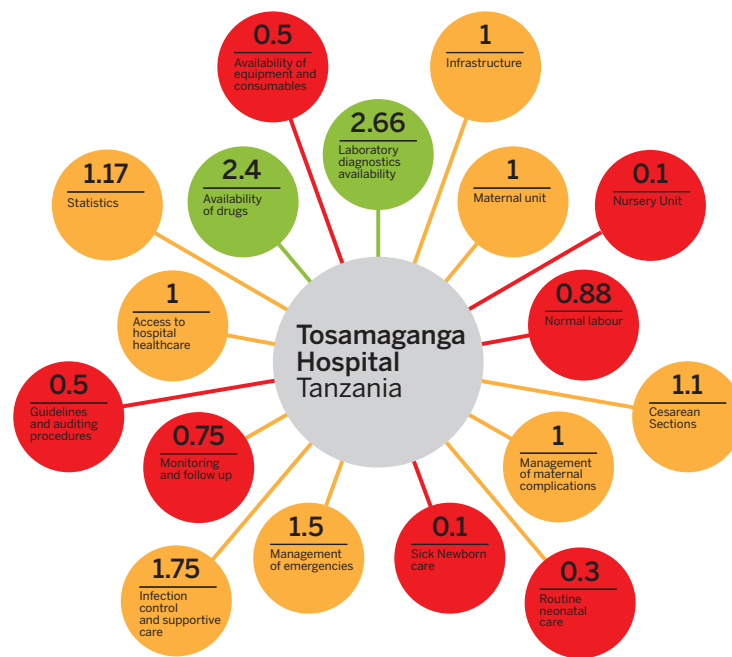 0.5
Availability of
equipment and
consumables
1
Infrastructure
2.66
Laboratory
diagnostics
availability
1.17
Statistics
2.4
Availability
of drugs
1
Maternal unit
0.1
Nursery Unit
1
Access to
hospital
healthcare
0.88
Normal labour
Tosamaganga
Hospital
Tanzania
0.5
Guidelines
and auditing
procedures
1.1
Cesarean
Sections
0.75
Monitoring
and follow up
1
Management
of maternal
complications
1.5
Management
of emergencies
0.1
Sick Newborn
care
1.75
Infection
control
and supportive
care
0.3
Routine
neonatal
care